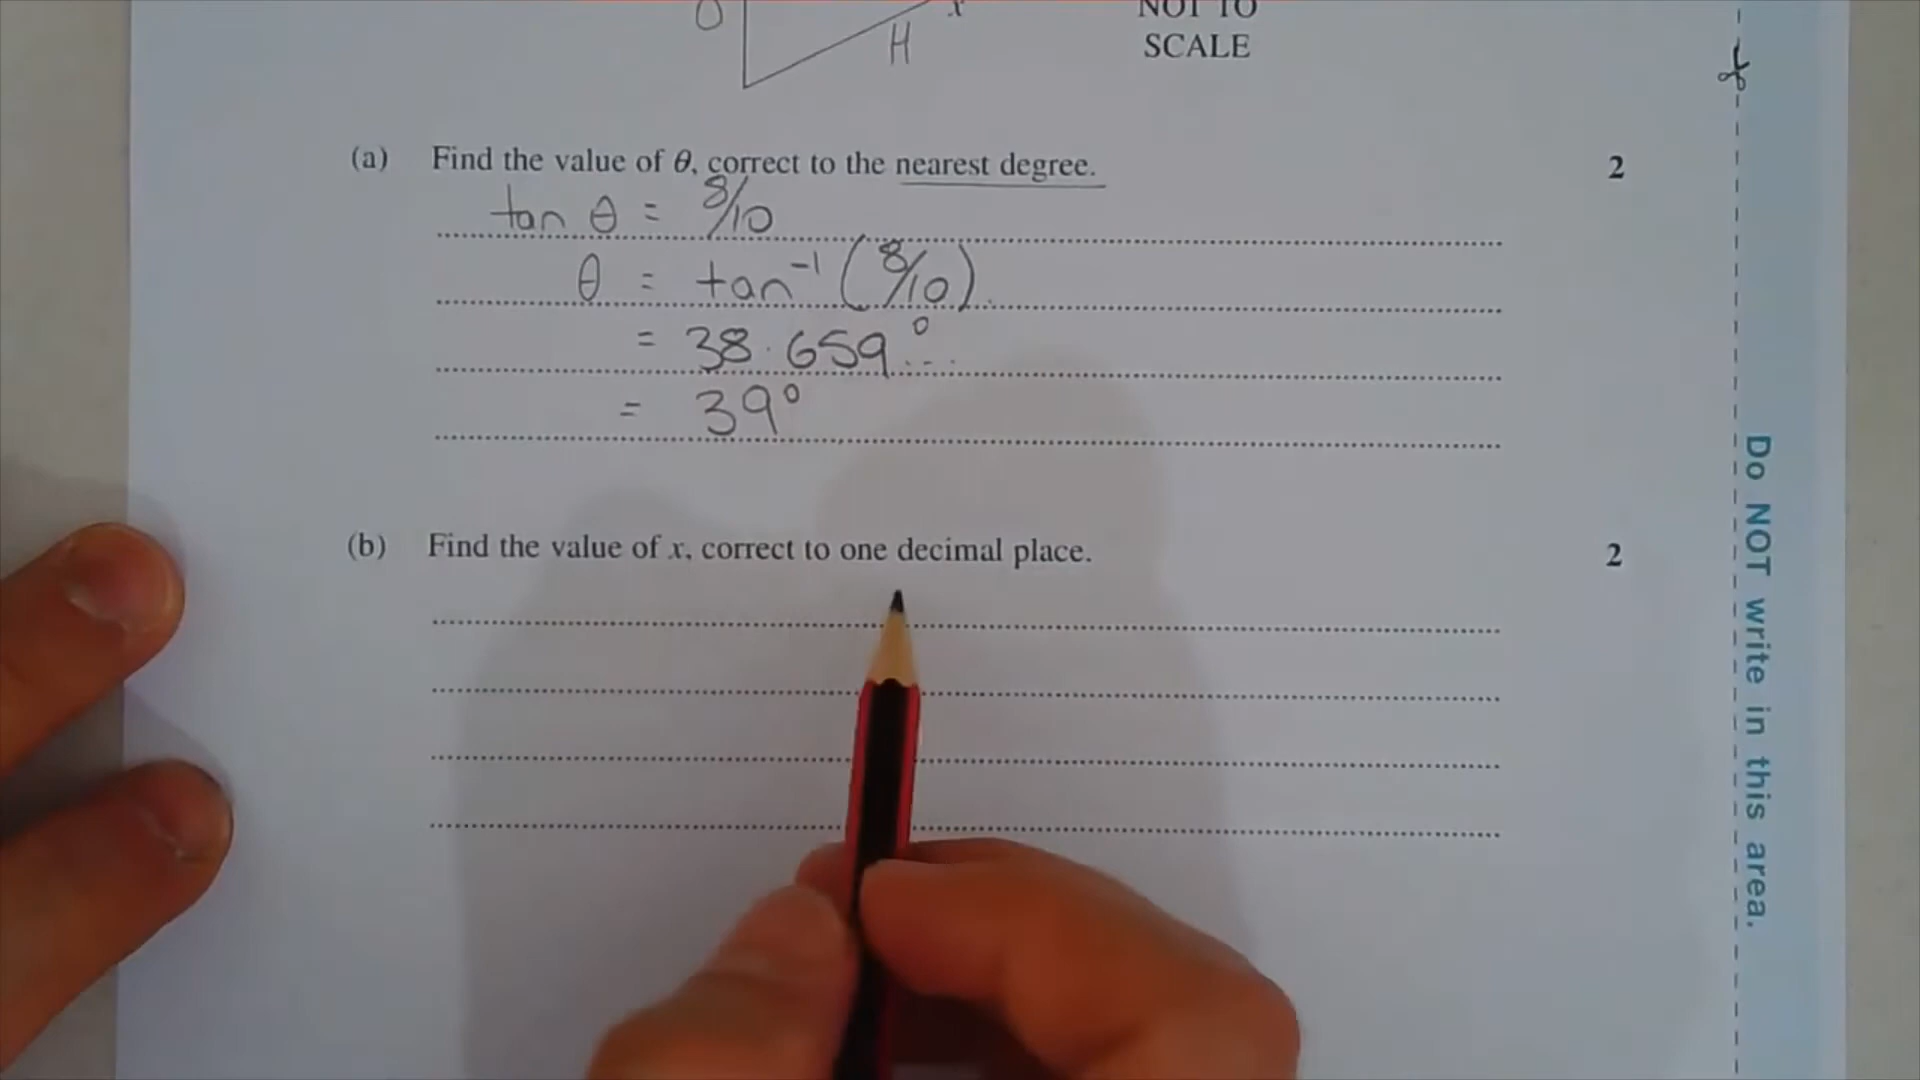 O
x
H
NOT TO
SCALE
(a) Find the value of θ, correct to the nearest degree. 2
tan θ = 8/10
θ = tan⁻¹ (8/10)
= 38.659...°
= 39°
(b) Find the value of x, correct to one decimal place. 2
Do NOT write in this area.